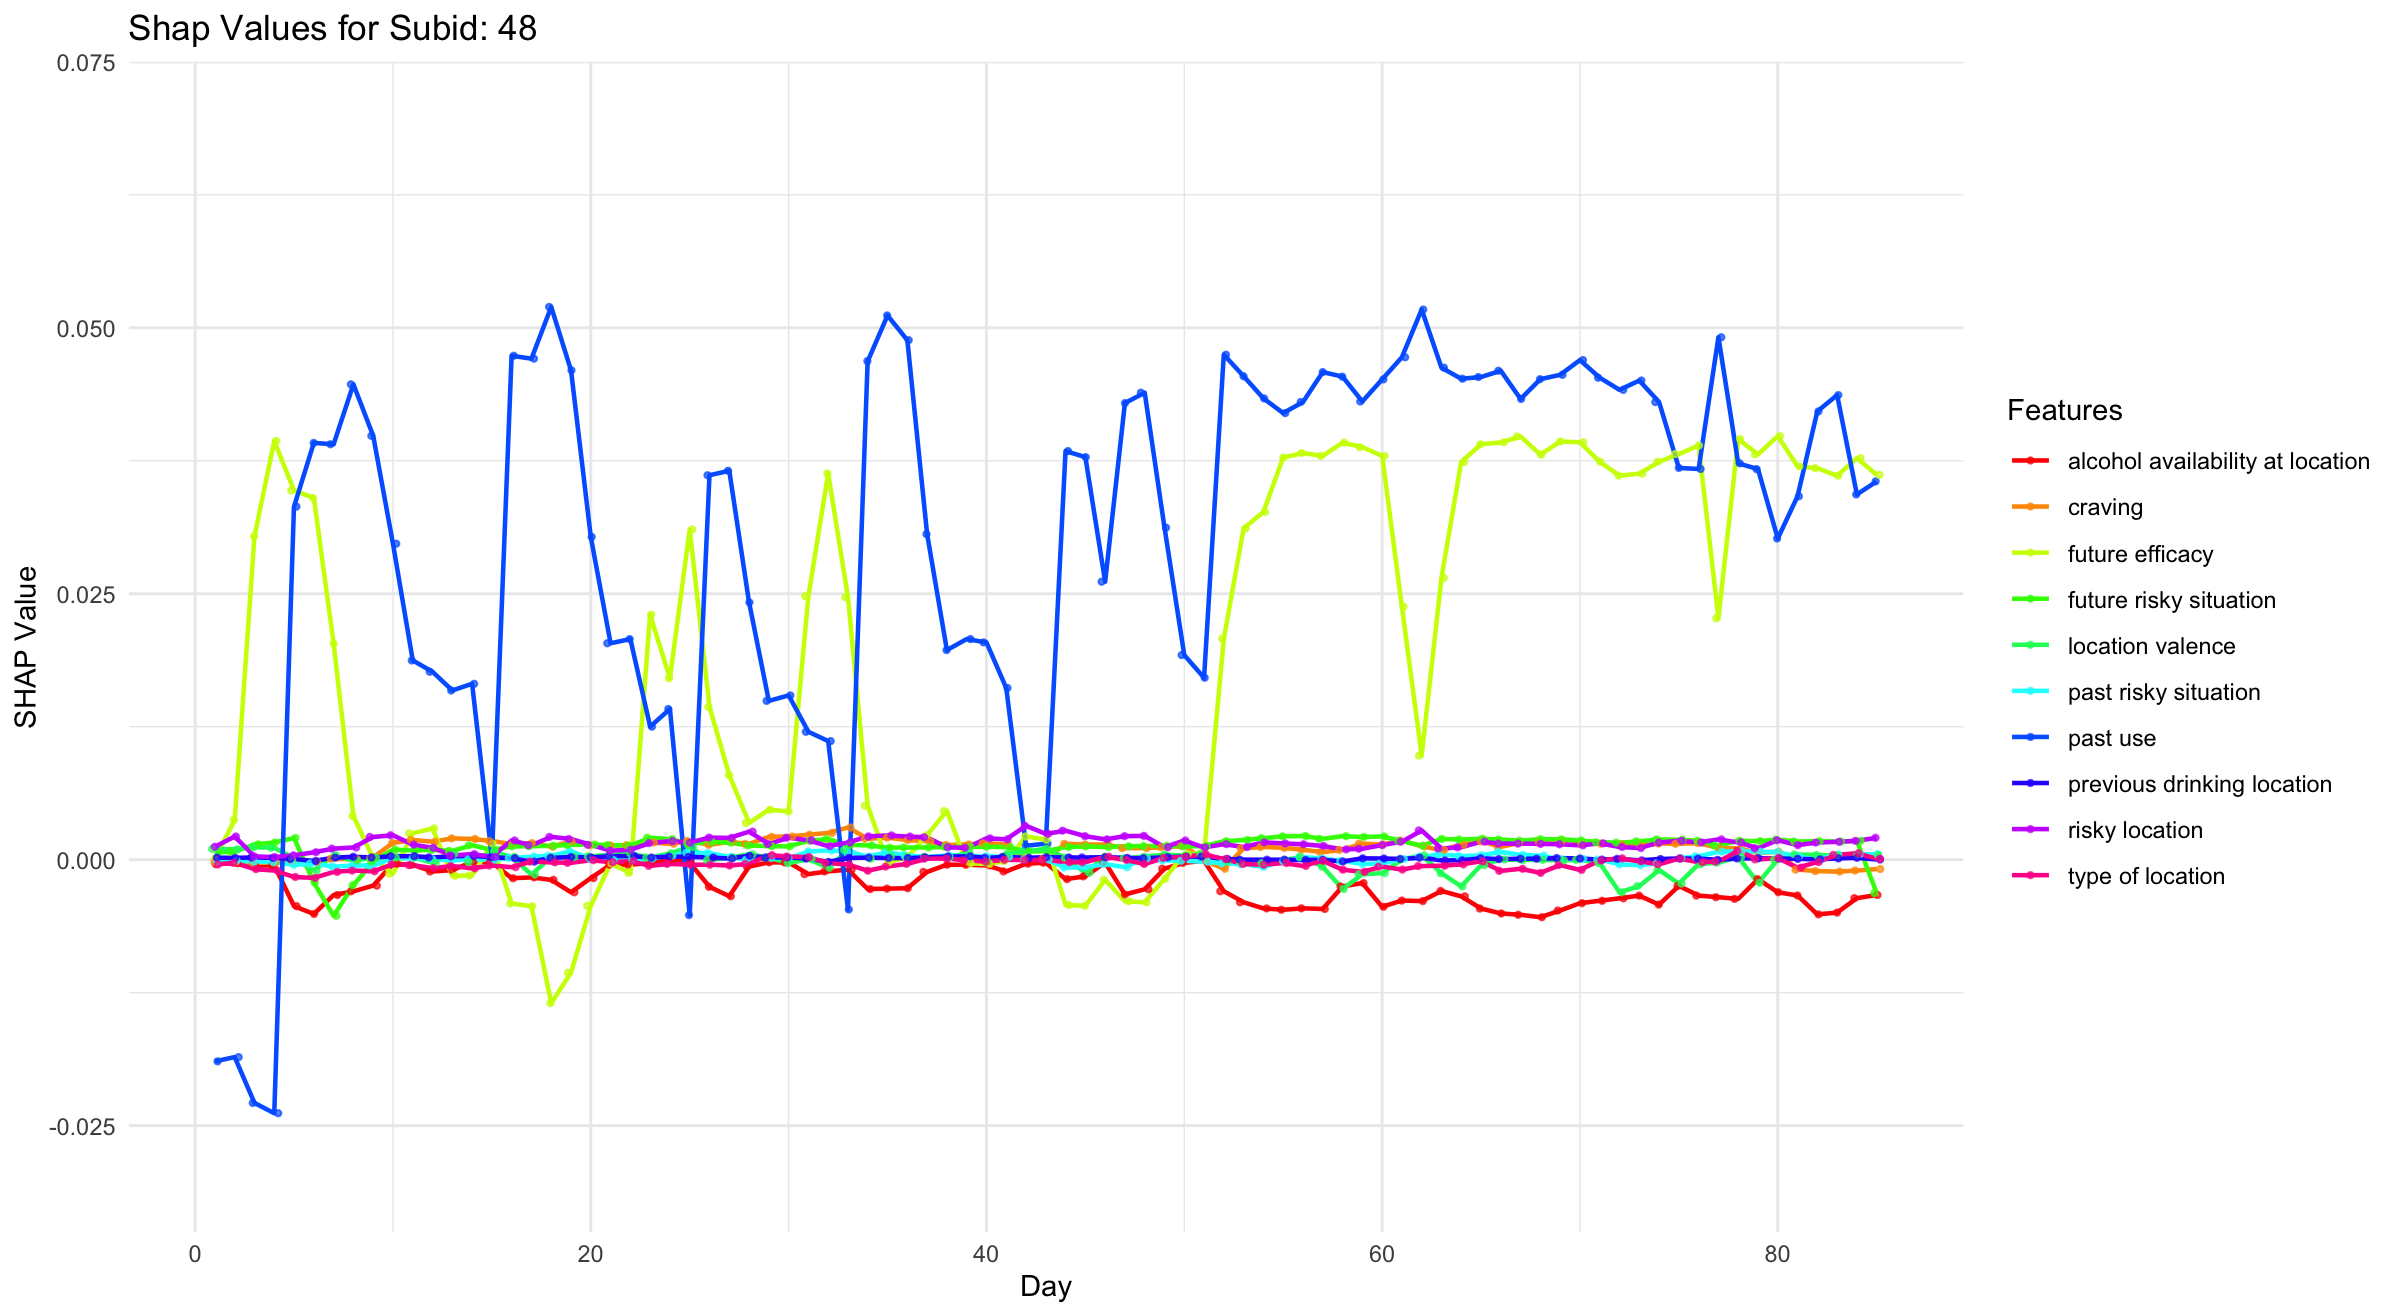 Shap Values for Subid: 48
0.075
0.050
0.025
0.000
-0.025
SHAP Value
0 20 40 60 80
Day
Features
alcohol availability at location
craving
future efficacy
future risky situation
location valence
past risky situation
past use
previous drinking location
risky location
type of location